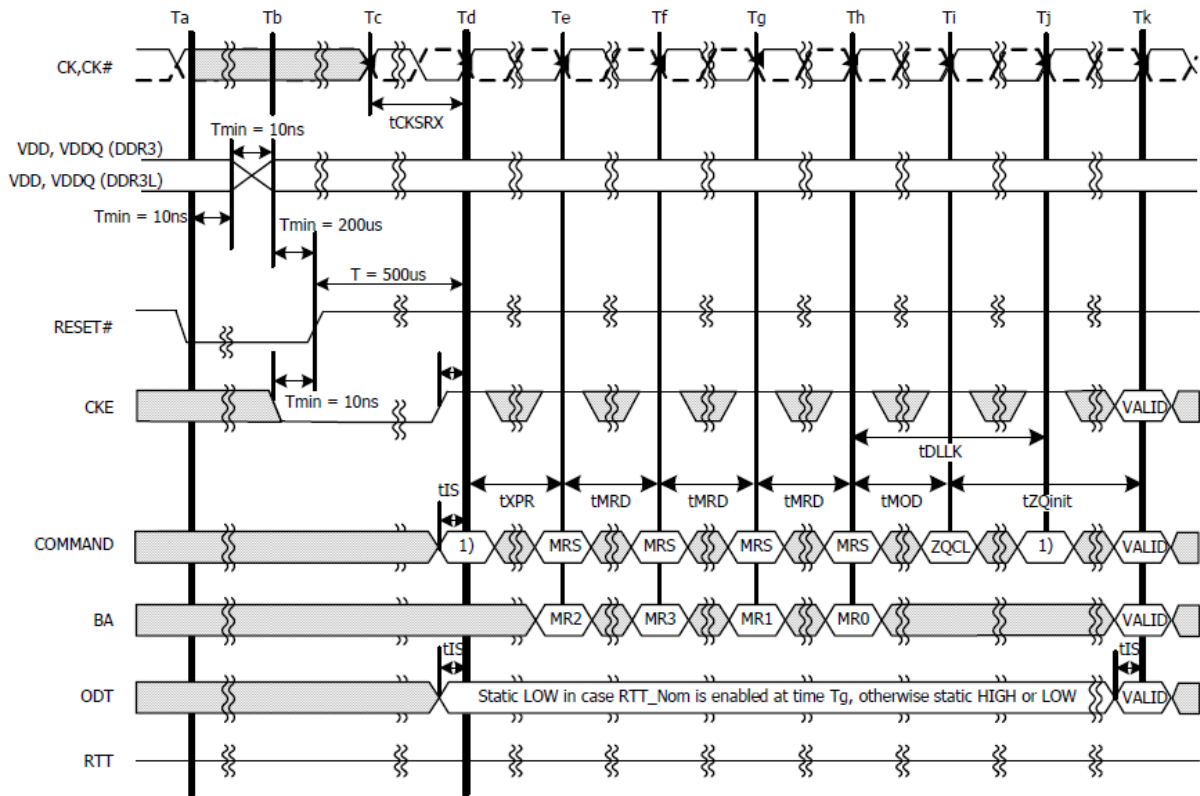 Ta Tb Tc Td Te Tf Tg Th Ti Tj Tk
CK,CK#
tCKSRX
Tmin = 10ns
VDD, VDDQ (DDR3)
VDD, VDDQ (DDR3L)
Tmin = 10ns
Tmin = 200us
T = 500us
RESET#
CKE
Tmin = 10ns
VALID
tDLLK
tIS
tXPR tMRD tMRD tMRD tMOD tZQinit
COMMAND 1) MRS MRS MRS MRS ZQCL 1) VALID
BA MR2 MR3 MR1 MR0 VALID
tIS tIS
ODT Static LOW in case RTT_Nom is enabled at time Tg, otherwise static HIGH or LOW VALID
RTT